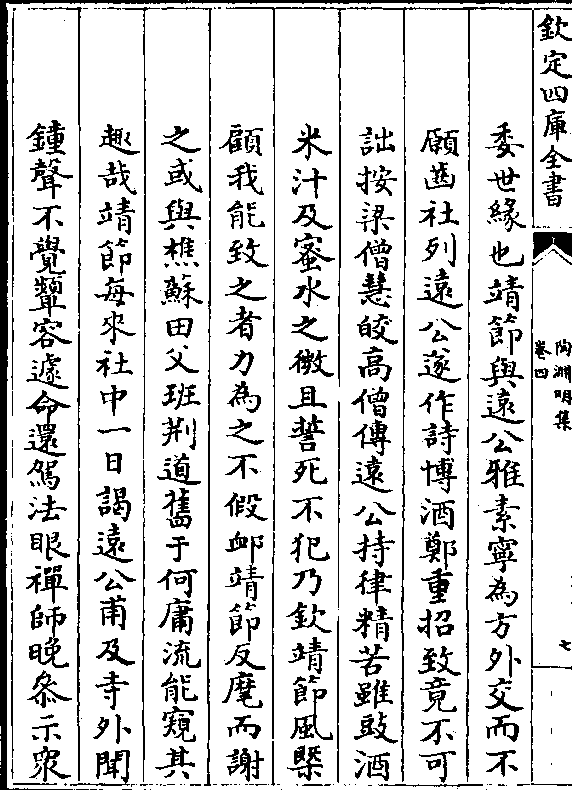 欽定四庫全書
陶淵明集
卷四
七
委世緣也靖節與遠公雅素寧為方外交而不
願齒社列遠公遂作詩博酒鄭重招致竟不可
詘按梁僧慧皎高僧傳遠公持律精苦雖豉酒
米汁及蜜水之微且誓死不犯乃欽靖節風槩
顧我能致之者力為之不假卹靖節反麾而謝
之或與樵蘇田父班荆道舊于何庸流能窺其
趣哉靖節每來社中一日謁遠公甫及寺外聞
鐘聲不覺顰容遽命還駕法眼禪師晚叅示衆